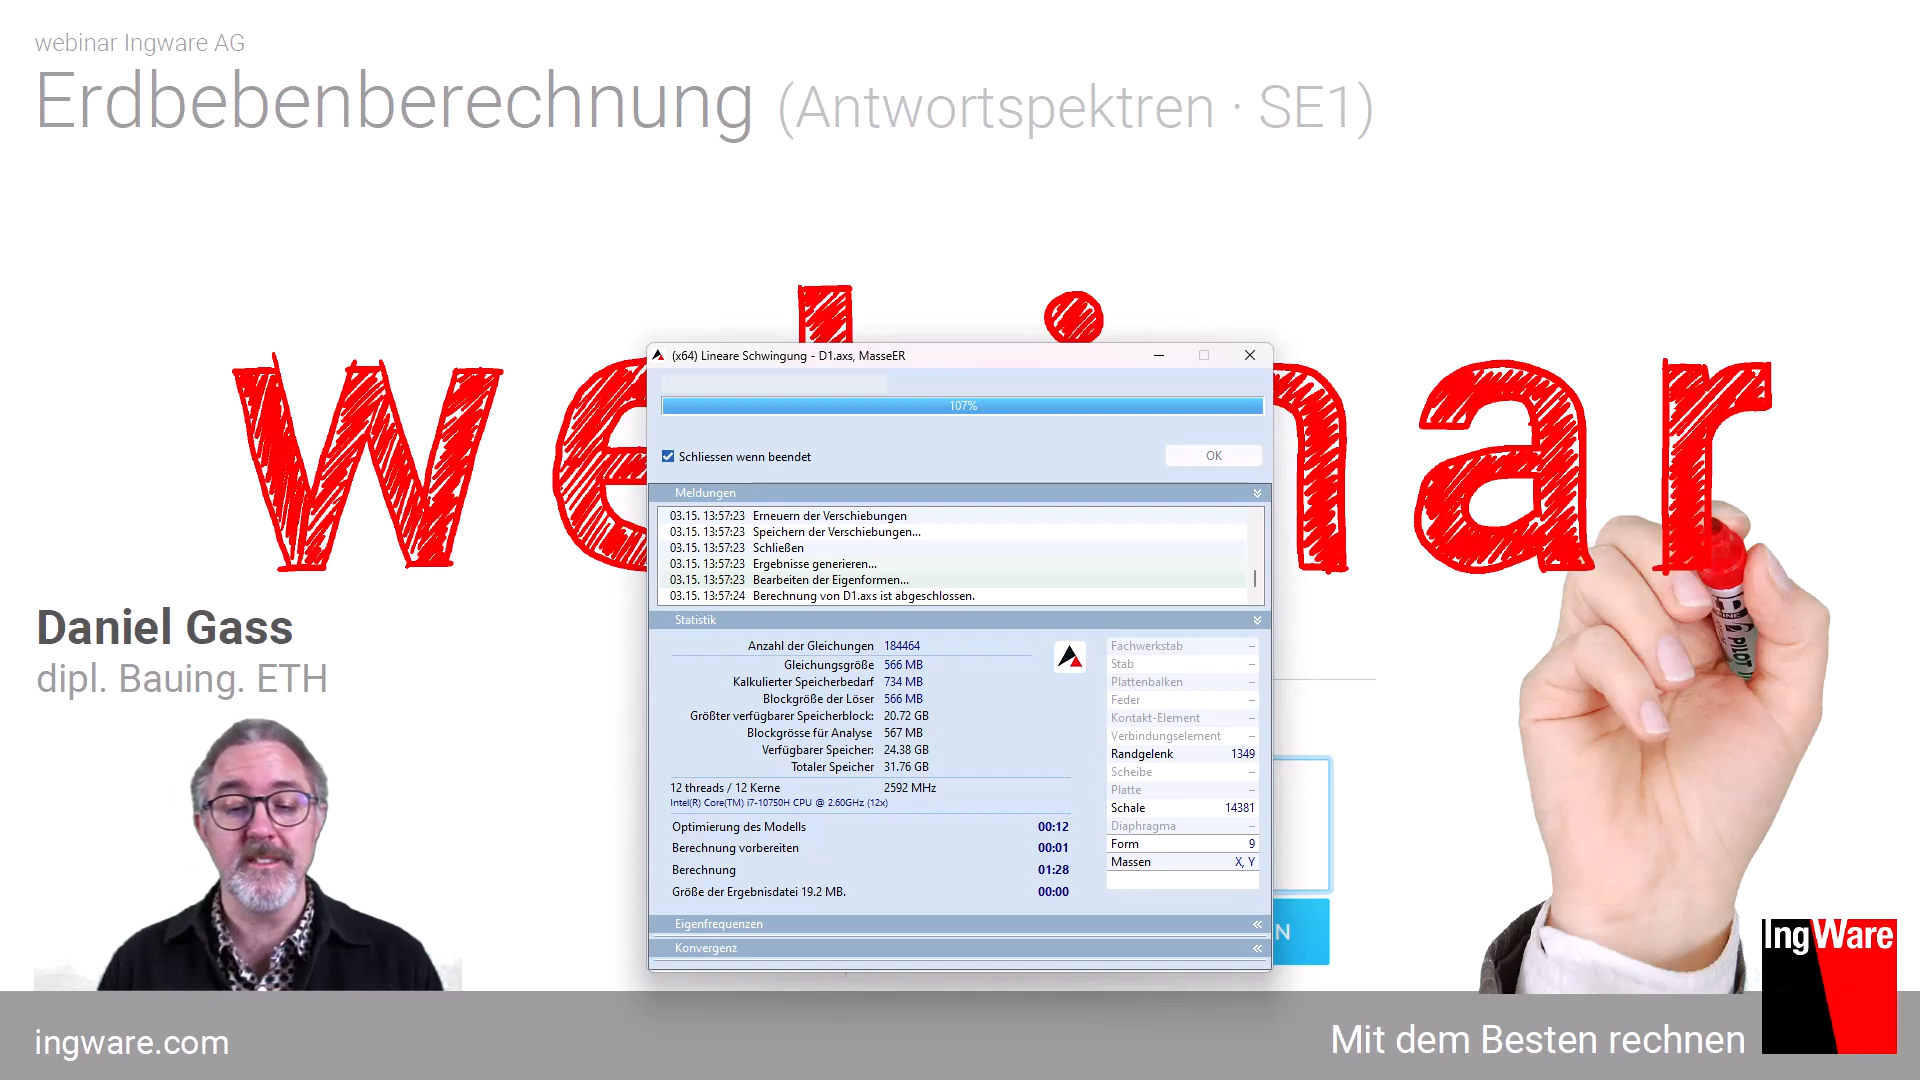 webinar Ingware AG
Erdbebenberechnung (Antwortspektren · SE1)
webinar
(x64) Lineare Schwingung - D1.axs, MasseER
107%
Schliessen wenn beendet
OK
Meldungen
03.15. 13:57:23 Erneuern der Verschiebungen
03.15. 13:57:23 Speichern der Verschiebungen...
03.15. 13:57:23 Schließen
03.15. 13:57:23 Ergebnisse generieren...
03.15. 13:57:23 Bearbeiten der Eigenformen...
03.15. 13:57:24 Berechnung von D1.axs ist abgeschlossen.
Statistik
Anzahl der Gleichungen 184464
Gleichungsgröße 566 MB
Kalkulierter Speicherbedarf 734 MB
Blockgröße der Löser 566 MB
Größter verfügbarer Speicherblock: 20.72 GB
Blockgrösse für Analyse 567 MB
Verfügbarer Speicher: 24.38 GB
Totaler Speicher 31.76 GB
12 threads / 12 Kerne 2592 MHz
Intel(R) Core(TM) i7-10750H CPU @ 2.60GHz (12x)
Optimierung des Modells 00:12
Berechnung vorbereiten 00:01
Berechnung 01:28
Größe der Ergebnisdatei 19.2 MB. 00:00
Fachwerkstab –
Stab –
Plattenbalken –
Feder –
Kontakt-Element –
Verbindungselement –
Randgelenk 1349
Scheibe –
Platte –
Schale 14381
Diaphragma –
Form 9
Massen X, Y
Eigenfrequenzen
Konvergenz
N
Daniel Gass
dipl. Bauing. ETH
PILOT
IngWare
ingware.com
Mit dem Besten rechnen